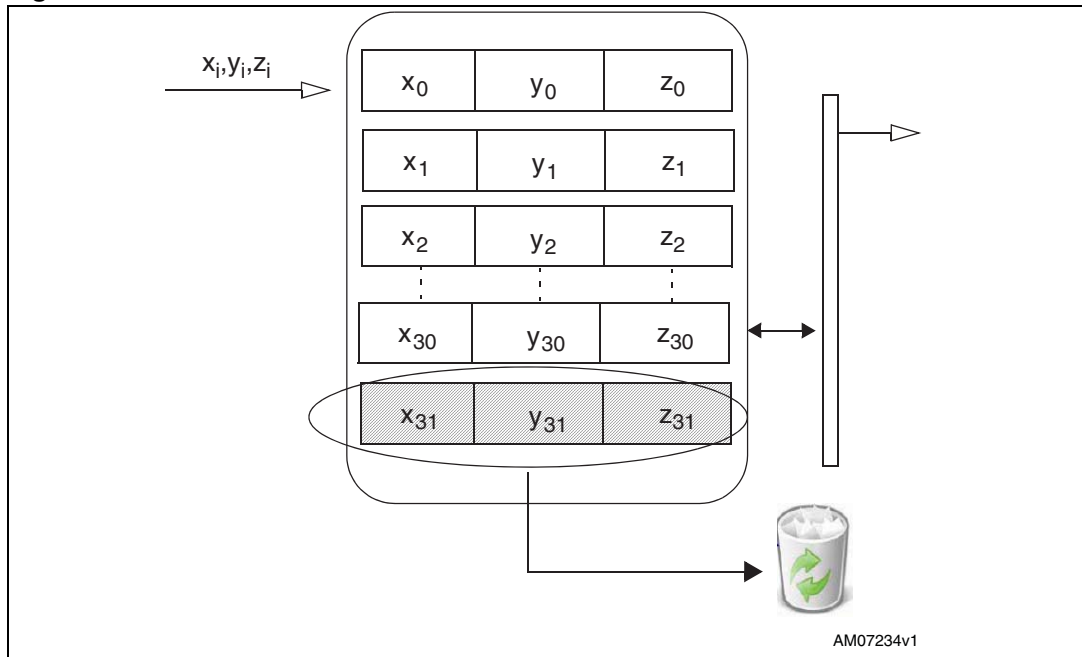 xᵢ,yᵢ,zᵢ
x₀ y₀ z₀
x₁ y₁ z₁
x₂ y₂ z₂
x₃₀ y₃₀ z₃₀
x₃₁ y₃₁ z₃₁
AM07234v1